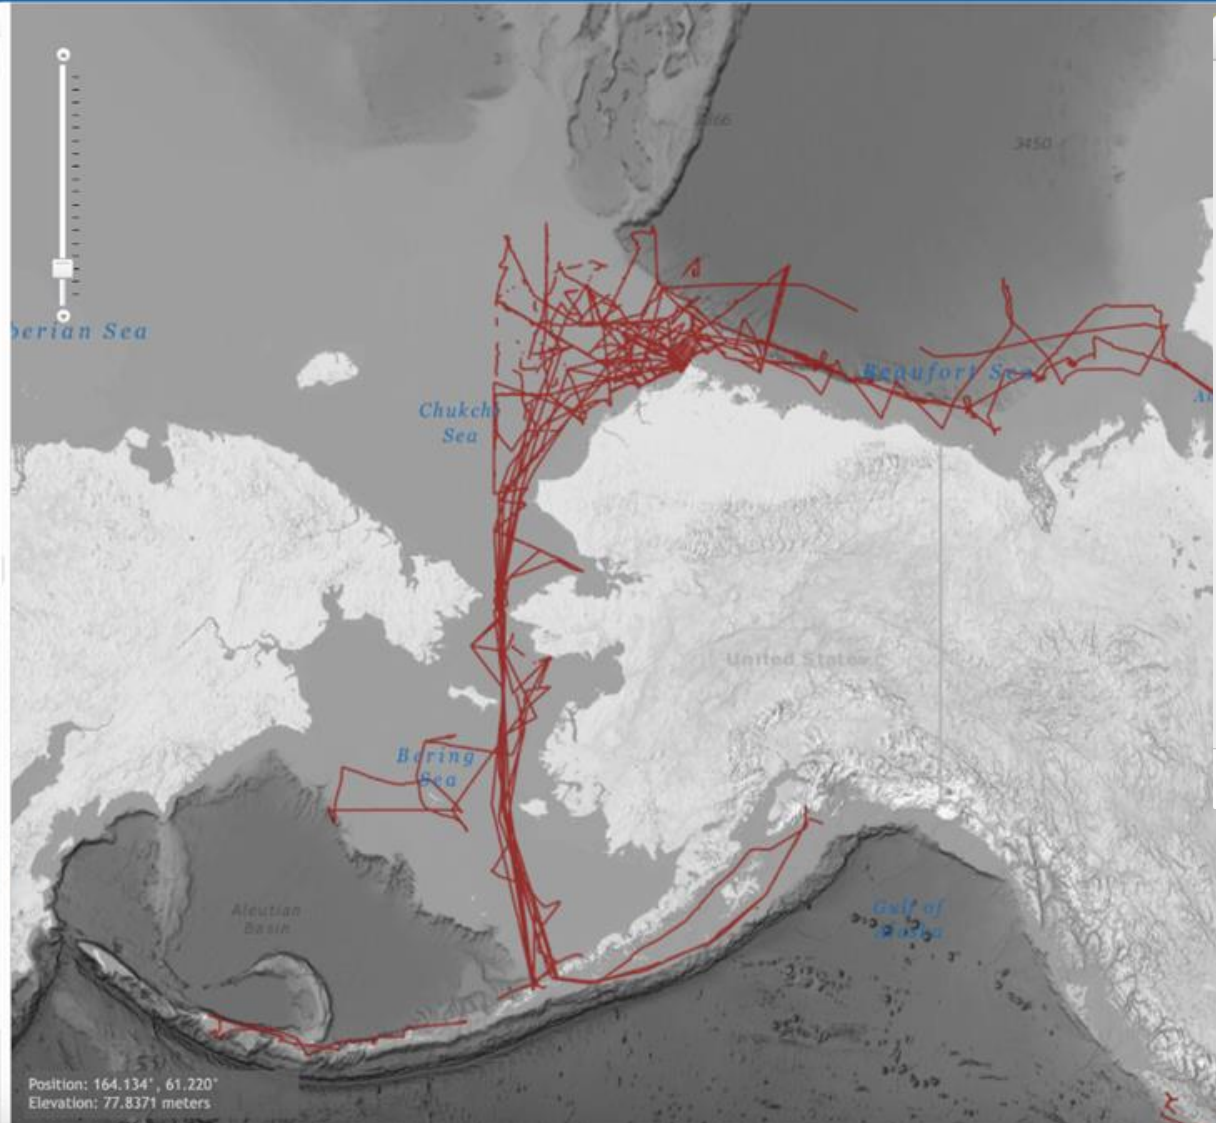 3450
berian Sea
Beaufort Sea
Chukchi
Sea
United States
Bering
Sea
Aleutian
Basin
Gulf of
Alaska
Position: 164.134°, 61.220°
Elevation: 77.8371 meters